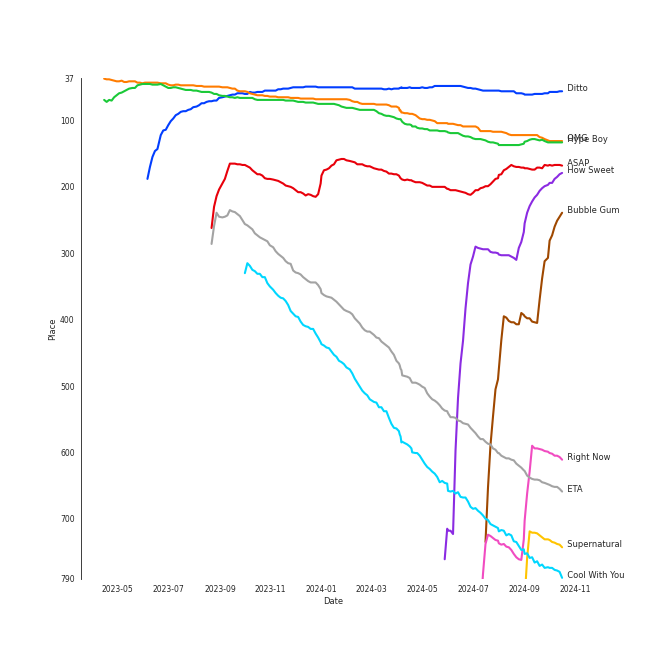 37
100
200
300
400
500
600
700
790
Place
2023-05
2023-07
2023-09
2023-11
2024-01
2024-03
2024-05
2024-07
2024-09
2024-11
Date
Ditto
OMG
Hype Boy
ASAP
How Sweet
Bubble Gum
Right Now
ETA
Supernatural
Cool With You